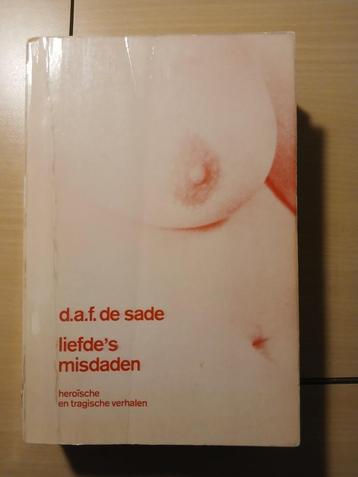 d.a.f. de sade
liefde's
misdaden
heroïsche
en tragische verhalen